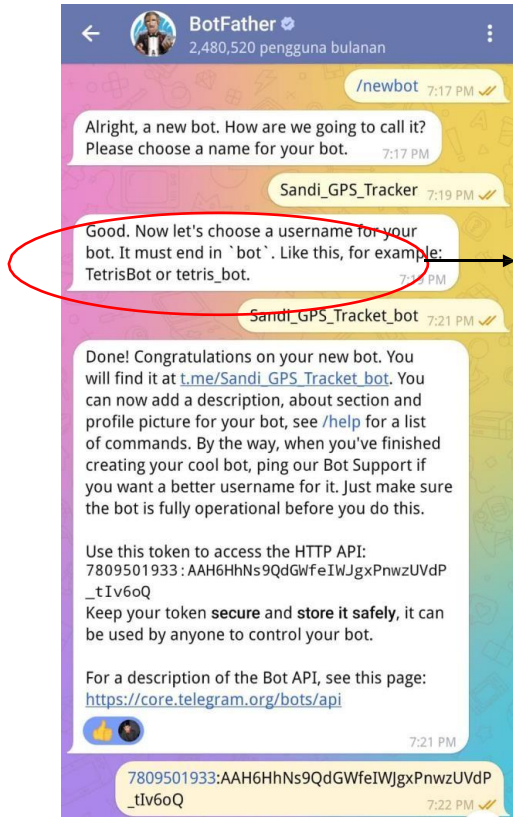 BotFather
2,480,520 pengguna bulanan
/newbot 7:17 PM
Alright, a new bot. How are we going to call it?
Please choose a name for your bot. 7:17 PM
Sandi_GPS_Tracker 7:19 PM
Good. Now let's choose a username for your
bot. It must end in `bot`. Like this, for example:
TetrisBot or tetris_bot. 7:19 PM
Sandi_GPS_Tracket_bot 7:21 PM
Done! Congratulations on your new bot. You
will find it at t.me/Sandi_GPS_Tracket_bot. You
can now add a description, about section and
profile picture for your bot, see /help for a list
of commands. By the way, when you've finished
creating your cool bot, ping our Bot Support if
you want a better username for it. Just make sure
the bot is fully operational before you do this.
Use this token to access the HTTP API:
7809501933:AAH6HhNs9QdGWfeIWJgxPnwzUVdP
_tIv6oQ
Keep your token secure and store it safely, it can
be used by anyone to control your bot.
For a description of the Bot API, see this page:
https://core.telegram.org/bots/api
7:21 PM
7809501933:AAH6HhNs9QdGWfeIWJgxPnwzUVdP
_tIv6oQ 7:22 PM